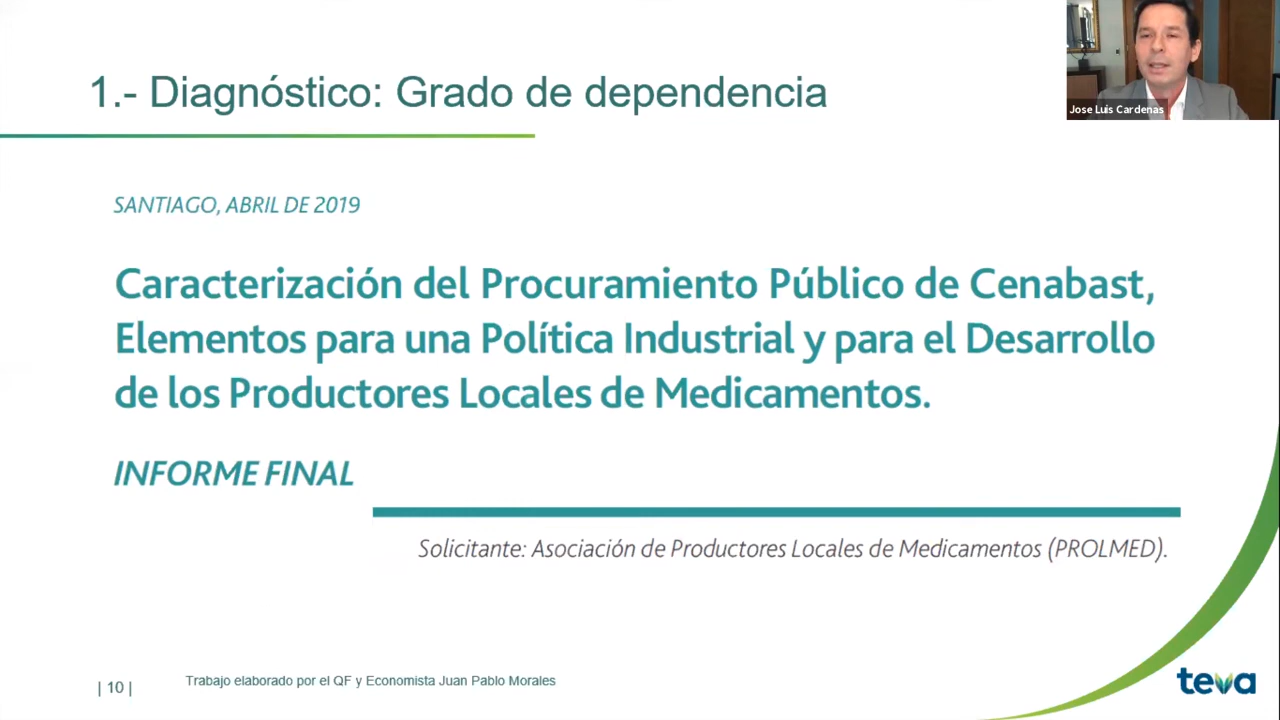 1.- Diagnóstico: Grado de dependencia
Jose Luis Cardenas
SANTIAGO, ABRIL DE 2019
Caracterización del Procuramiento Público de Cenabast,
Elementos para una Política Industrial y para el Desarrollo
de los Productores Locales de Medicamentos.
INFORME FINAL
Solicitante: Asociación de Productores Locales de Medicamentos (PROLMED).
| 10 |
Trabajo elaborado por el QF y Economista Juan Pablo Morales
teva